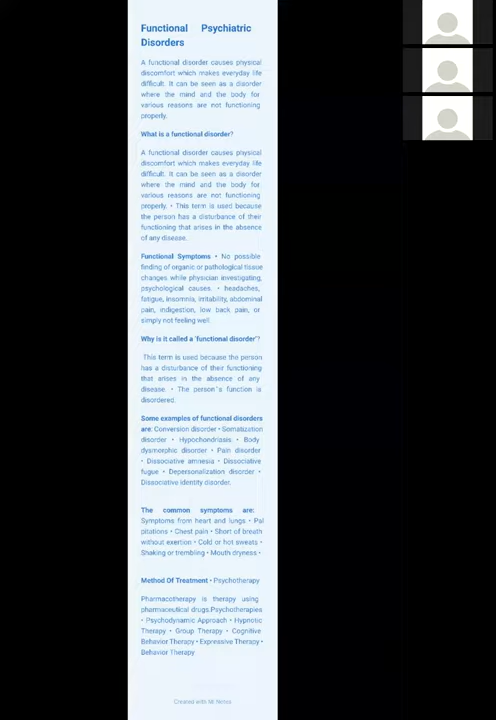 Functional Psychiatric
Disorders
A functional disorder causes physical
discomfort which makes everyday life
difficult. It can be seen as a disorder
where the mind and the body for
various reasons are not functioning
properly.
What is a functional disorder?
A functional disorder causes physical
discomfort which makes everyday life
difficult. It can be seen as a disorder
where the mind and the body for
various reasons are not functioning
properly. • This term is used because
the person has a disturbance of their
functioning that arises in the absence
of any disease.
Functional Symptoms • No possible
finding of organic or pathological tissue
changes while physician investigating,
psychological causes. • headaches,
fatigue, insomnia, irritability, abdominal
pain, indigestion, low back pain, or
simply not feeling well.
Why is it called a 'functional disorder'?
This term is used because the person
has a disturbance of their functioning
that arises in the absence of any
disease. • The person's function is
disordered.
Some examples of functional disorders
are: Conversion disorder • Somatization
disorder • Hypochondriasis • Body
dysmorphic disorder • Pain disorder
• Dissociative amnesia • Dissociative
fugue • Depersonalization disorder •
Dissociative identity disorder.
The common symptoms are:
Symptoms from heart and lungs • Pal
pitations • Chest pain • Short of breath
without exertion • Cold or hot sweats •
Shaking or trembling • Mouth dryness •
Method Of Treatment • Psychotherapy
Pharmacotherapy is therapy using
pharmaceutical drugs.Psychotherapies
• Psychodynamic Approach • Hypnotic
Therapy • Group Therapy • Cognitive
Behavior Therapy • Expressive Therapy •
Behavior Therapy
Created with Mi Notes